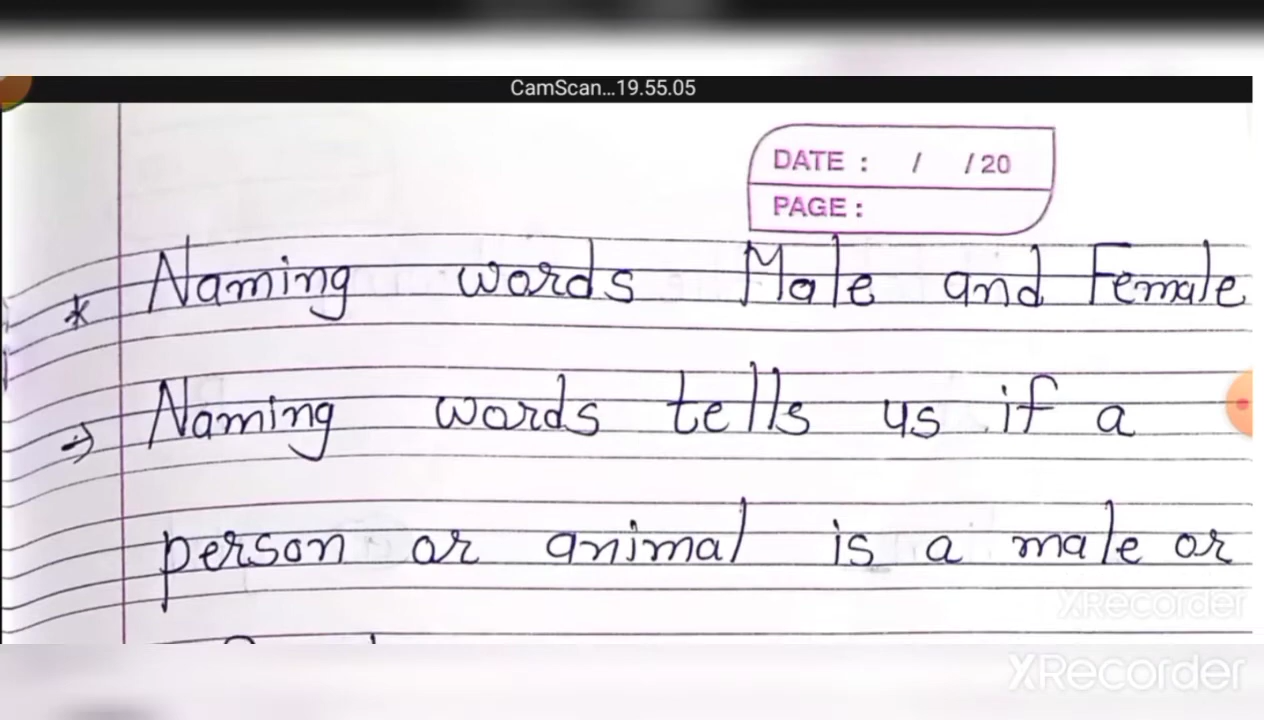 CamScan...19.55.05
DATE : / / 20
PAGE :
* Naming words Male and Female
⇒ Naming words tells us if a
person or animal is a male or
XRecorder
XRecorder